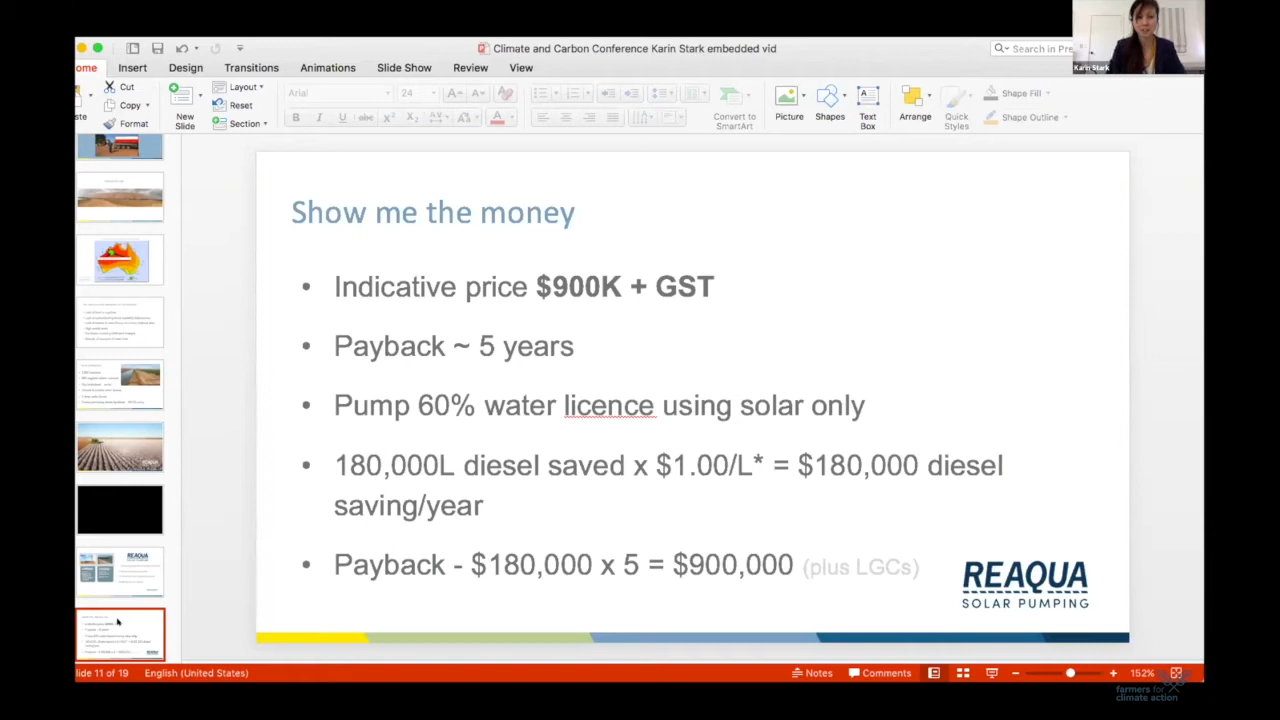 Climate and Carbon Conference Karin Stark embedded vid
Search in Pre
Karin Stark
ome
Insert
Design
Transitions
Animations
Slide Show
Review
View
Cut
Copy
Format
ste
New
Slide
Layout
Reset
Section
Arial
24
Convert to
SmartArt
Picture
Shapes
Text
Box
Arrange
Quick
Styles
Shape Fill
Shape Outline
Show me the money
• Indicative price $900K + GST
• Payback ~ 5 years
• Pump 60% water licence using solar only
• 180,000L diesel saved x $1.00/L* = $180,000 diesel
saving/year
• Payback - $180,000 x 5 = $900,000 (plus LGCs)
REAQUA
SOLAR PUMPING
lide 11 of 19
English (United States)
Notes
Comments
152%
farmers for
climate action